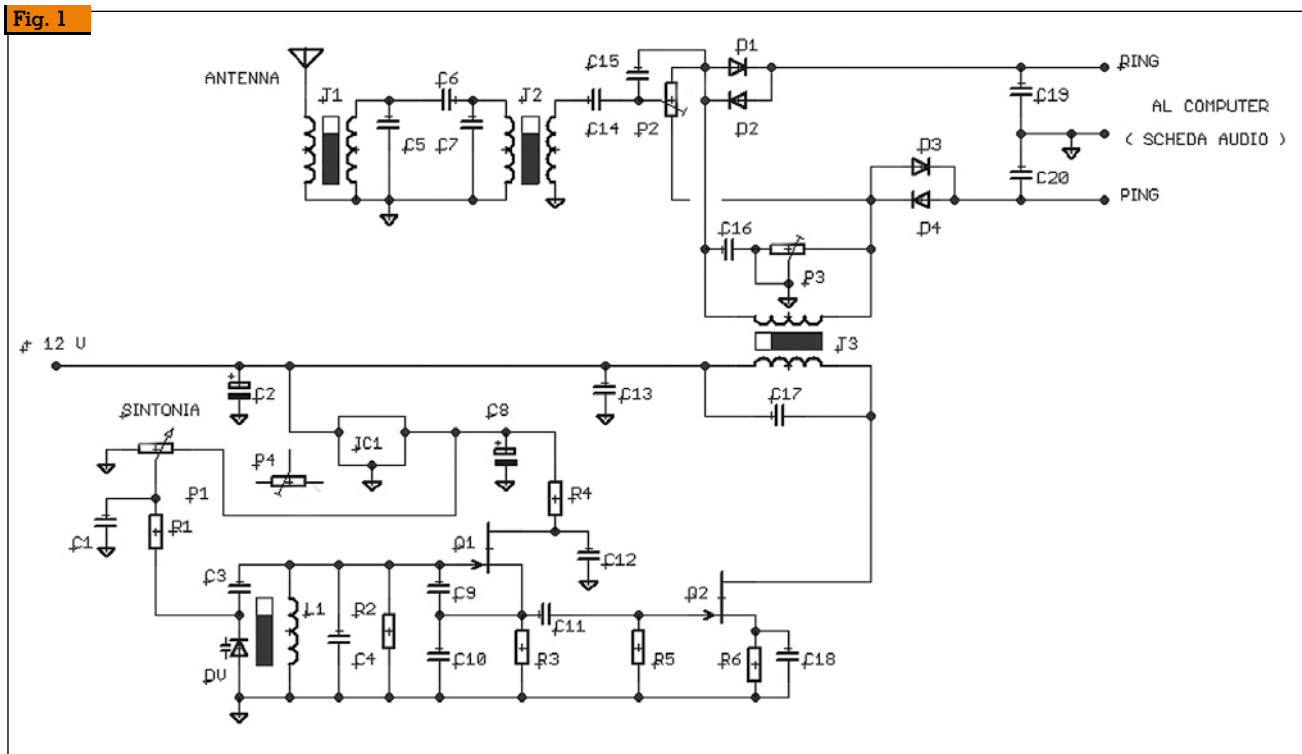 Fig. 1
ANTENNA
T1
C6
T2
C15
D1
RING
C5
C7
C14
P2
D2
C19
AL COMPUTER
( SCHEDA AUDIO )
D3
C20
PING
D4
C16
P3
T3
+ 12 V
C2
C13
C17
SINTONIA
C8
IC1
P4
P1
R4
C1
R1
Q1
C12
C3
C9
Q2
L1
R2
C11
DV
C4
C10
R3
R5
R6
C18